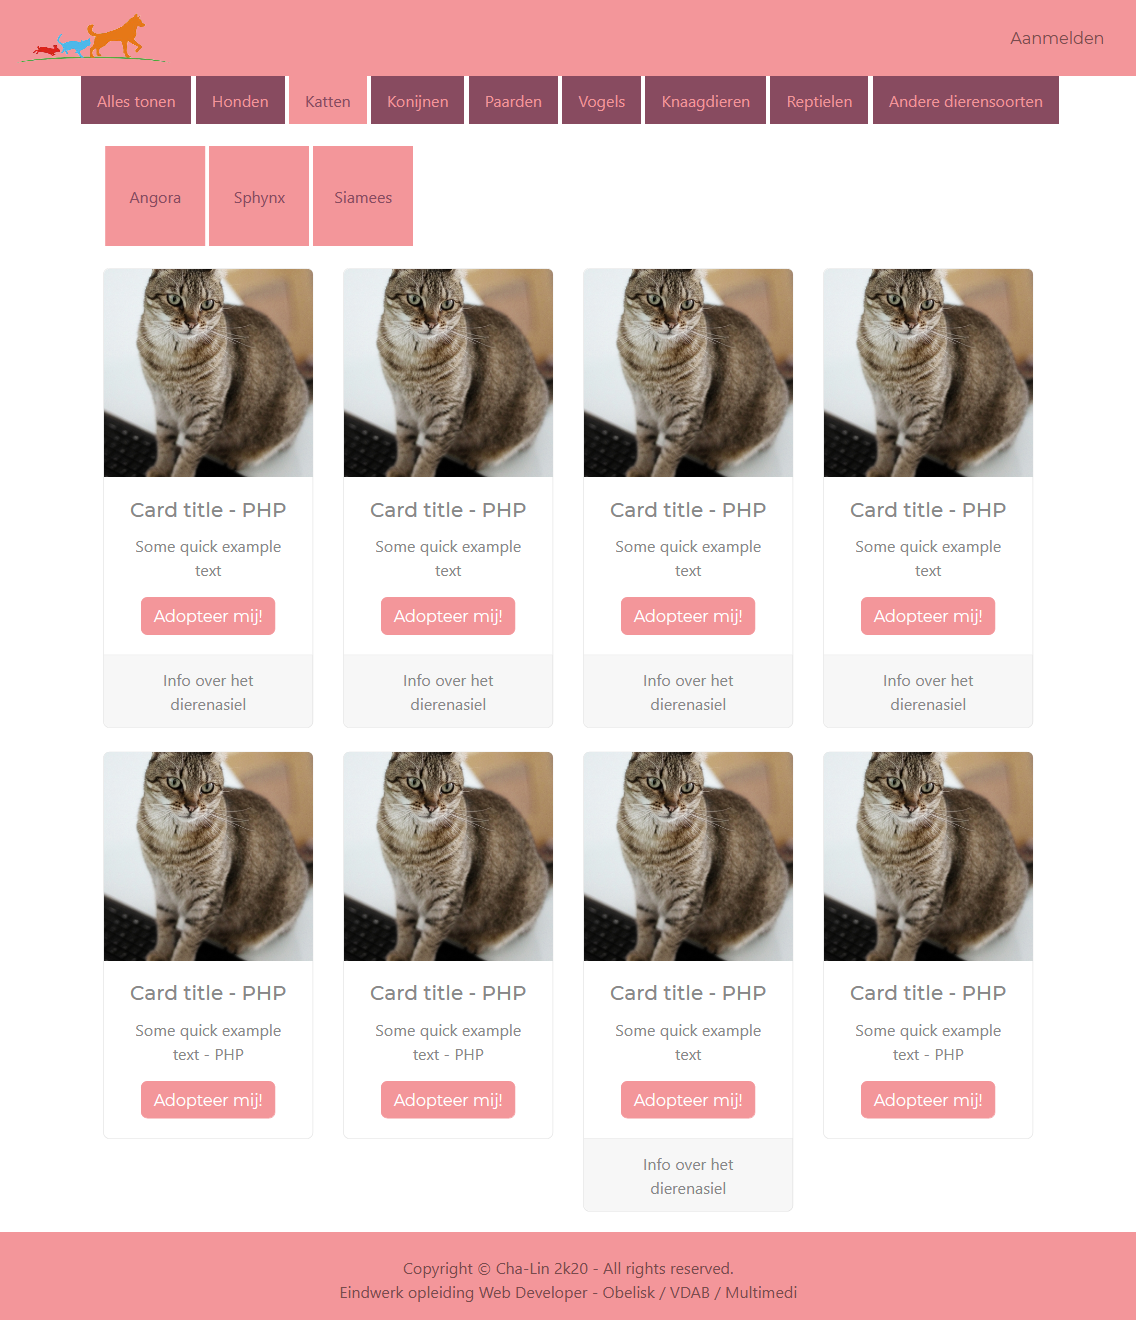 Aanmelden
Alles tonen Honden Katten Konijnen Paarden Vogels Knaagdieren Reptielen Andere dierensoorten
Angora Sphynx Siamees
Card title - PHP Card title - PHP Card title - PHP Card title - PHP
Some quick example Some quick example Some quick example Some quick example
text text text text
Adopteer mij! Adopteer mij! Adopteer mij! Adopteer mij!
Info over het Info over het Info over het Info over het
dierenasiel dierenasiel dierenasiel dierenasiel
Card title - PHP Card title - PHP Card title - PHP Card title - PHP
Some quick example Some quick example Some quick example Some quick example
text - PHP text - PHP text text - PHP
Adopteer mij! Adopteer mij! Adopteer mij! Adopteer mij!
Info over het
dierenasiel
Copyright © Cha-Lin 2k20 - All rights reserved.
Eindwerk opleiding Web Developer - Obelisk / VDAB / Multimedi